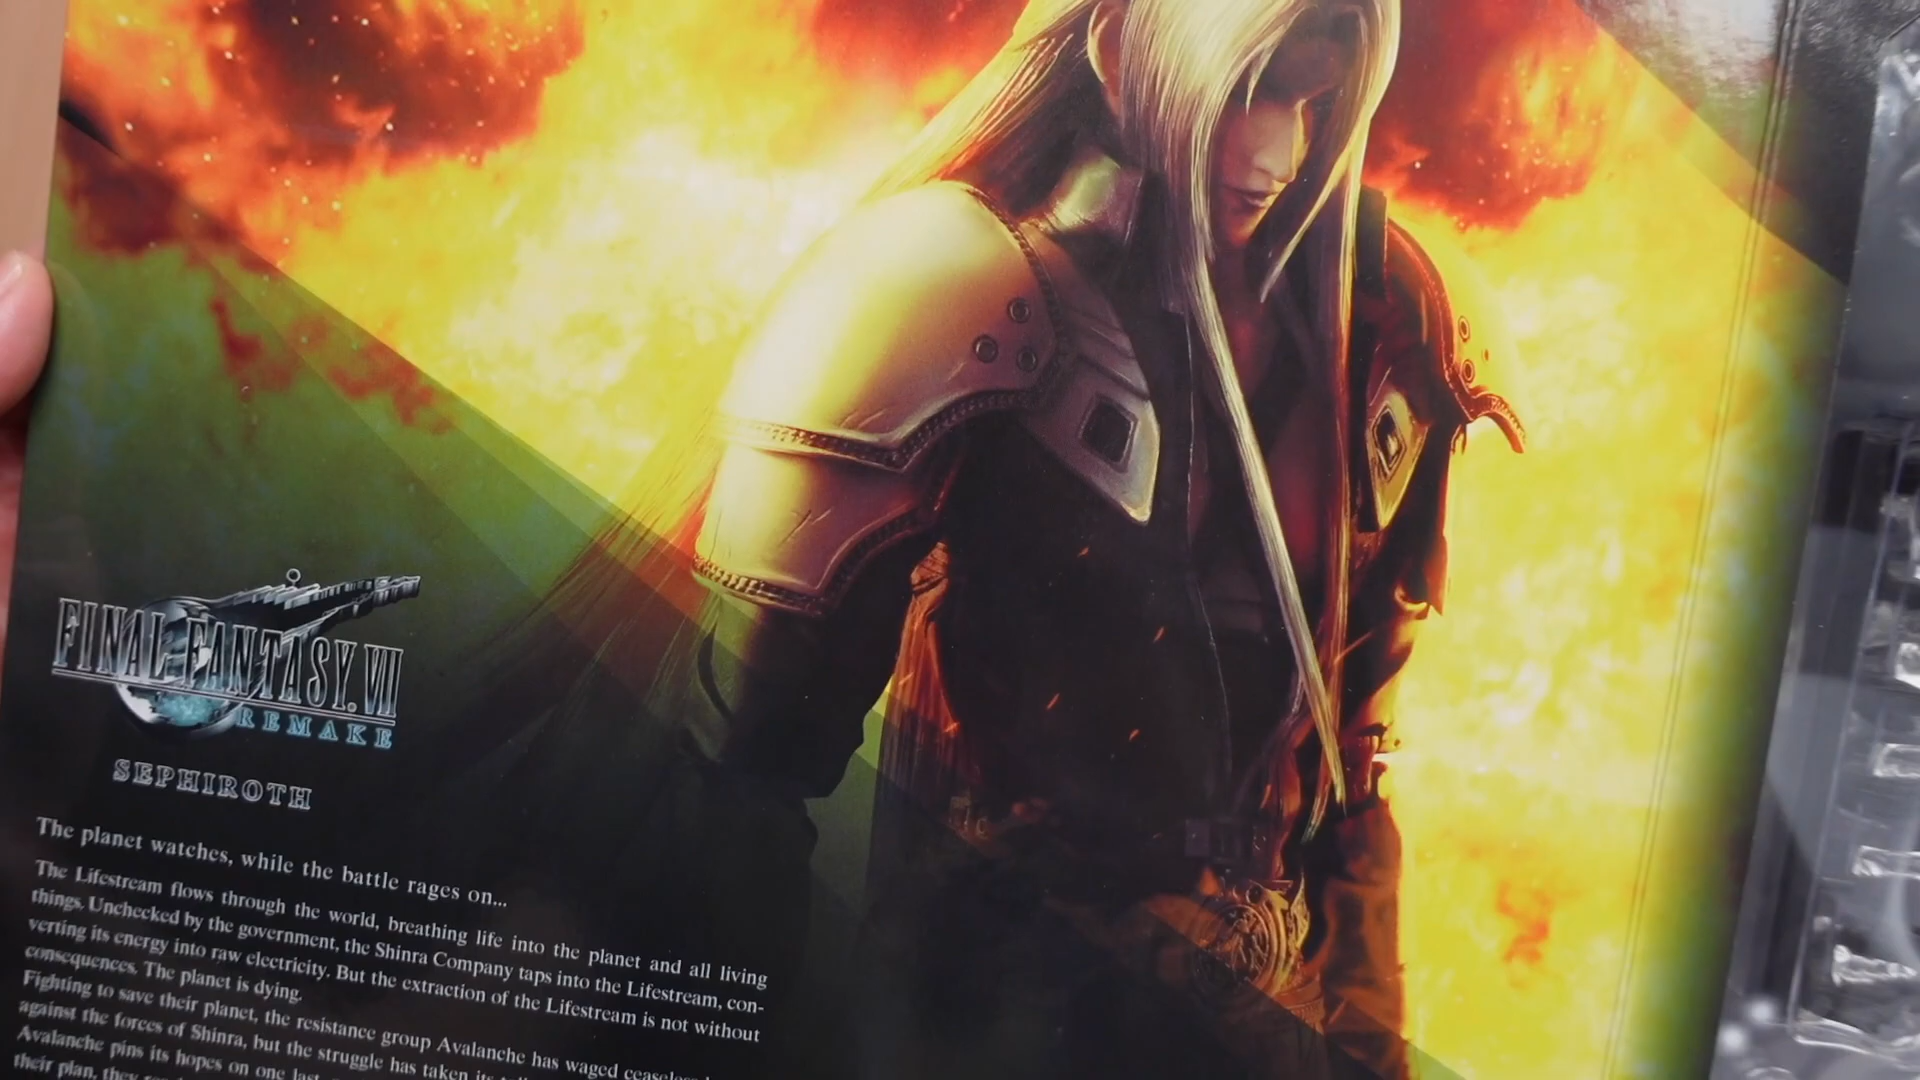 FINAL FANTASY VII
REMAKE
SEPHIROTH
The planet watches, while the battle rages on...
The Lifestream flows through the world, breathing life into the planet and all living
things. Unchecked by the government, the Shinra Company taps into the Lifestream, con-
verting its energy into raw electricity. But the extraction of the Lifestream is not without
consequences. The planet is dying.
Fighting to save their planet, the resistance group Avalanche has waged
against the forces of Shinra, but the struggle has taken its
Avalanche pins its hopes on one last
their plan, they